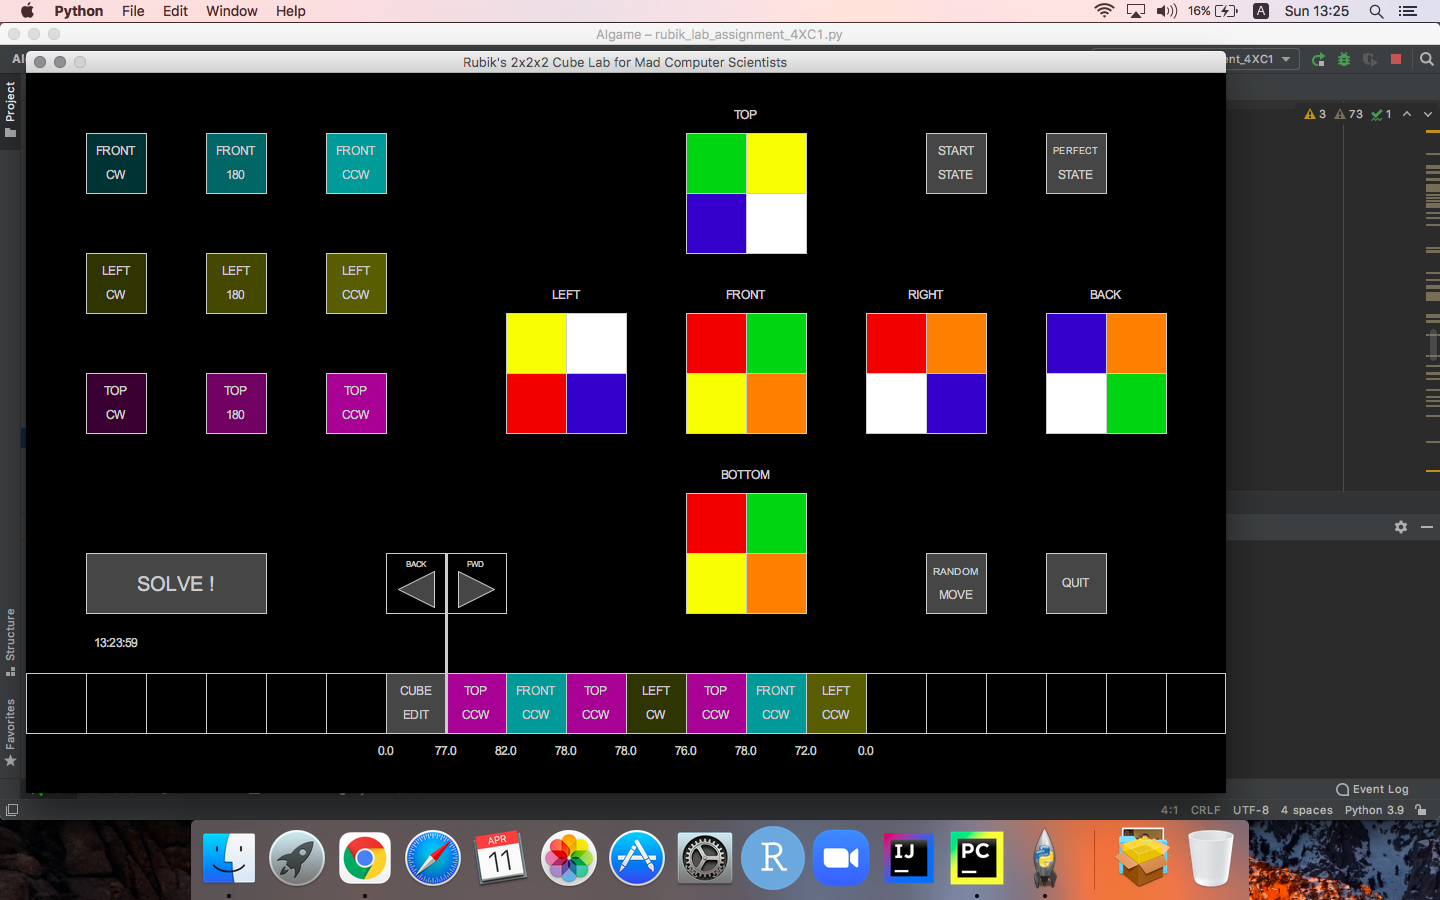 Python File Edit Window Help 16% A Sun 13:25
AIgame – rubik_lab_assignment_4XC1.py
Rubik's 2x2x2 Cube Lab for Mad Computer Scientists
nt_4XC1
3 73 1
Project
Structure
Favorites
TOP
FRONT CW
FRONT 180
FRONT CCW
START STATE
PERFECT STATE
LEFT CW
LEFT 180
LEFT CCW
LEFT
FRONT
RIGHT
BACK
TOP CW
TOP 180
TOP CCW
BOTTOM
SOLVE !
BACK
FWD
RANDOM MOVE
QUIT
13:23:59
CUBE EDIT
TOP CCW
FRONT CCW
TOP CCW
LEFT CW
TOP CCW
FRONT CCW
LEFT CCW
0.0 77.0 82.0 78.0 78.0 76.0 78.0 72.0 0.0
Event Log
4:1 CRLF UTF-8 4 spaces Python 3.9
APR
11
R
IJ
PC